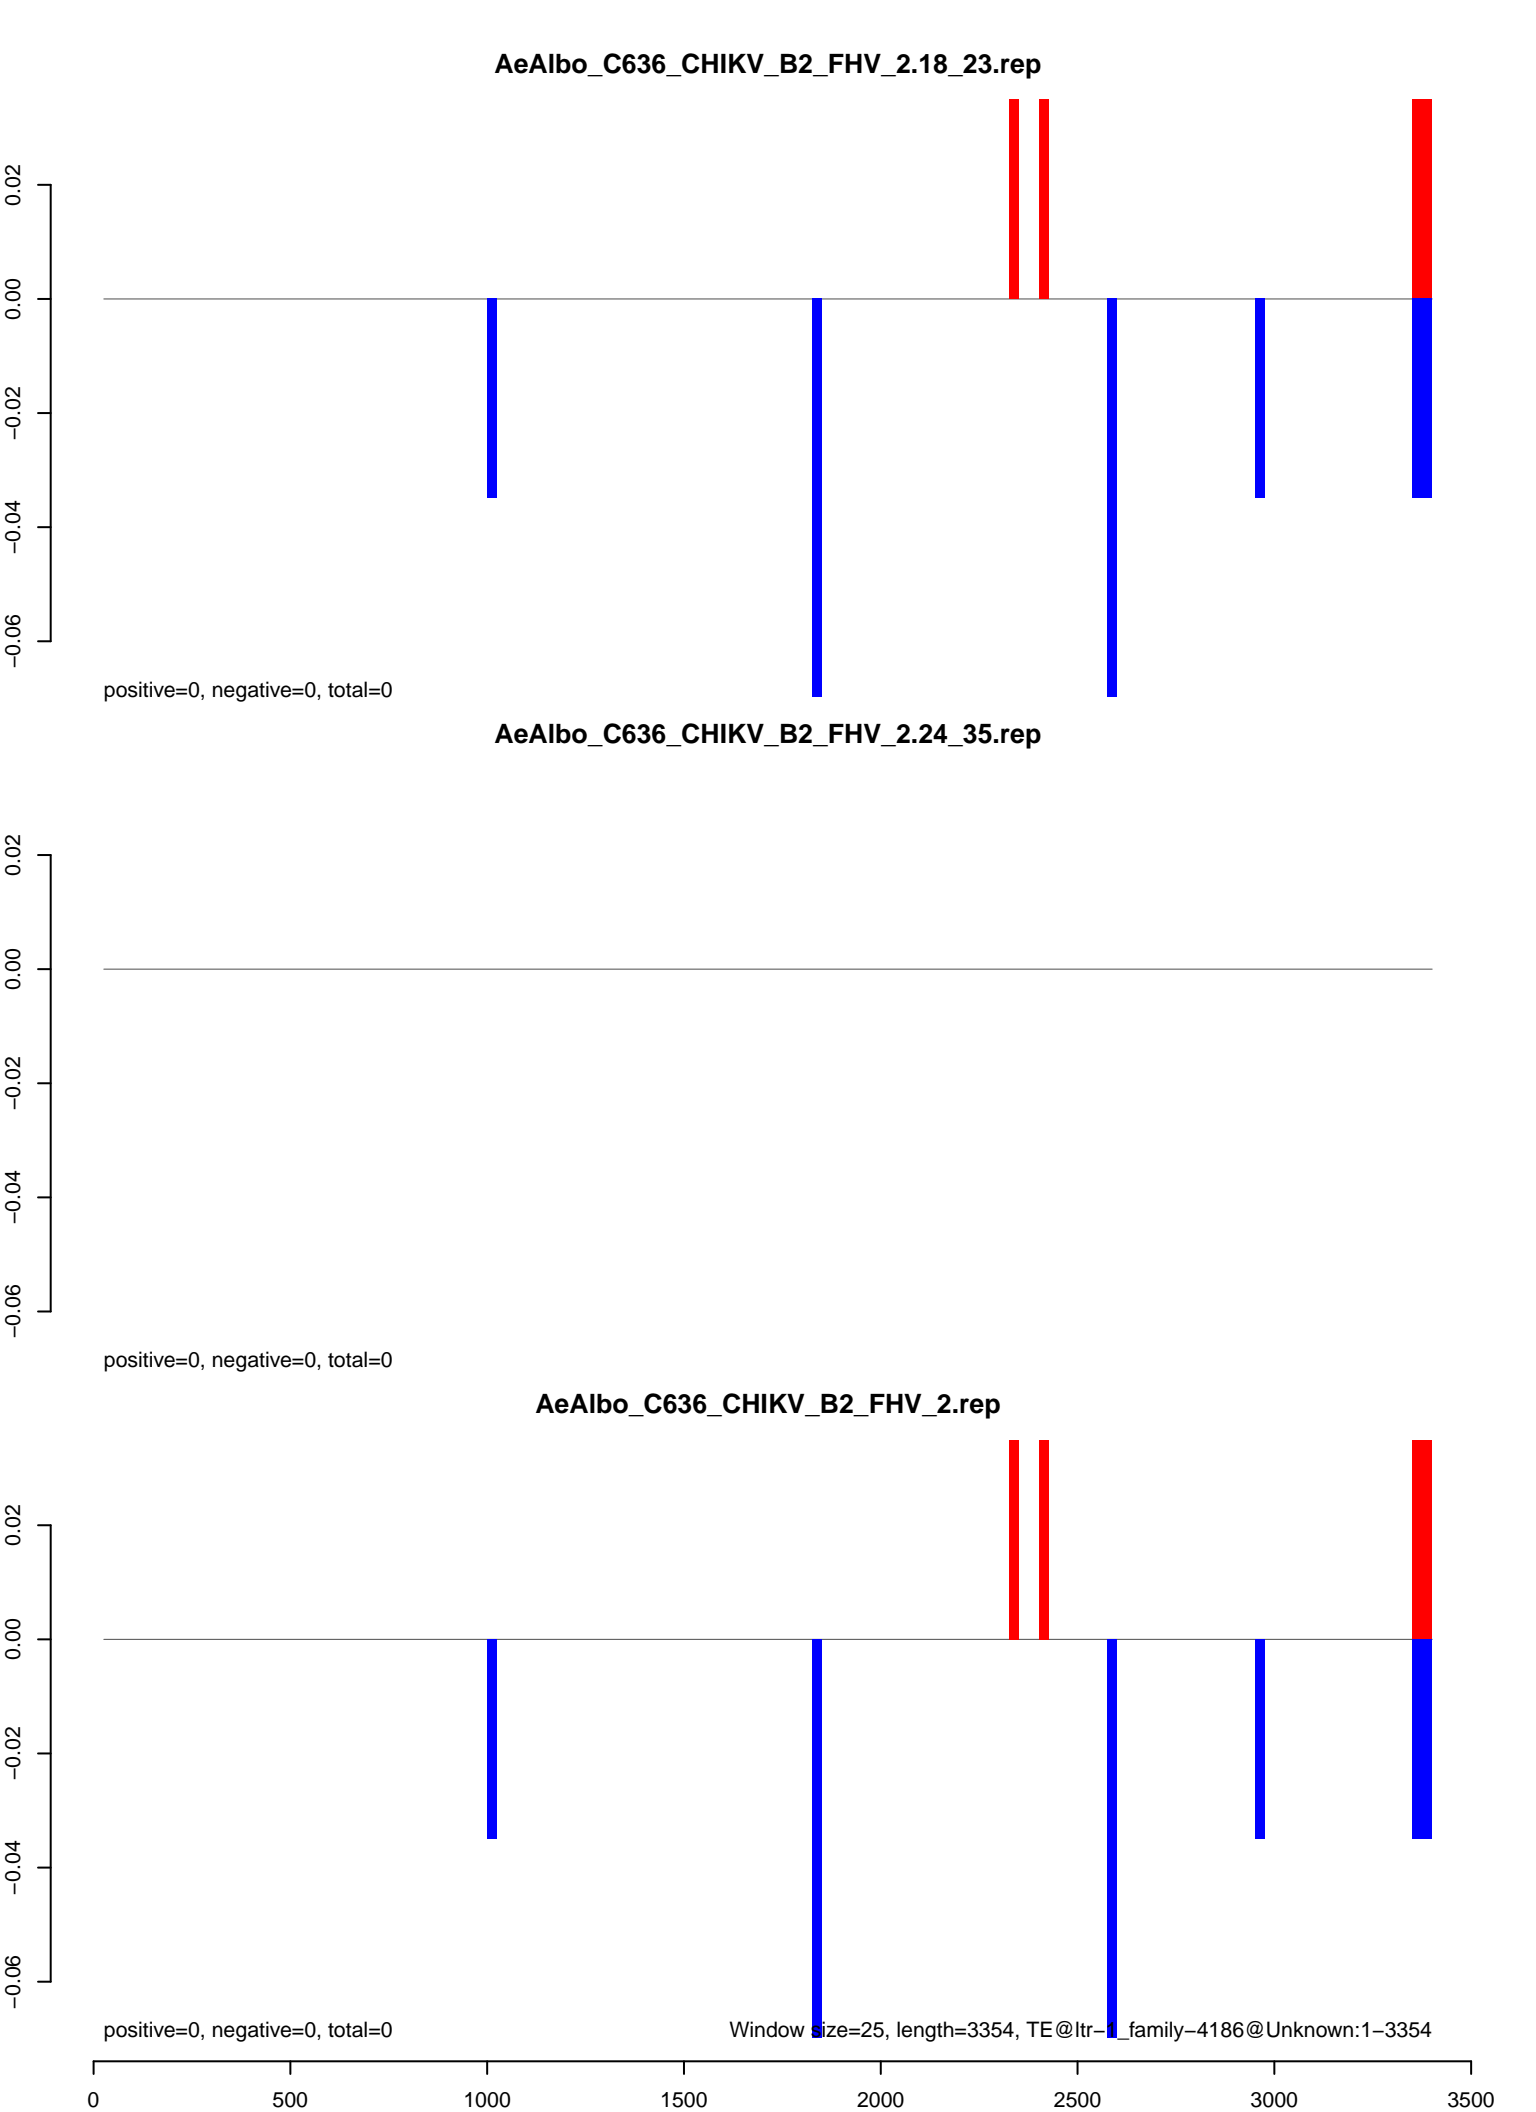 AeAlbo_C636_CHIKV_B2_FHV_2.18_23.rep
0.02
0.00
−0.02
−0.04
−0.06
positive=0, negative=0, total=0
AeAlbo_C636_CHIKV_B2_FHV_2.24_35.rep
0.02
0.00
−0.02
−0.04
−0.06
positive=0, negative=0, total=0
AeAlbo_C636_CHIKV_B2_FHV_2.rep
0.02
0.00
−0.02
−0.04
−0.06
positive=0, negative=0, total=0
Window size=25, length=3354, TE@ltr−1_family−4186@Unknown:1−3354
0 500 1000 1500 2000 2500 3000 3500